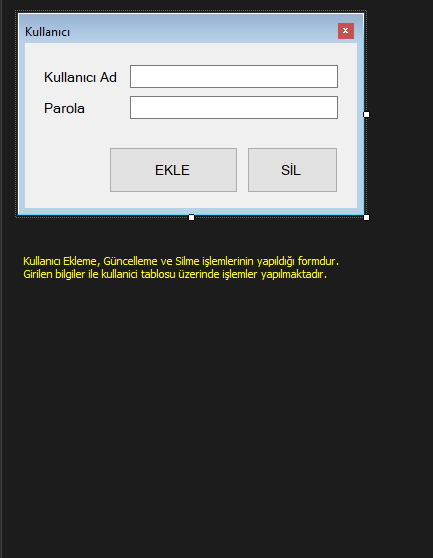 Kullanıcı
x
Kullanıcı Ad
Parola
EKLE SİL
Kullanıcı Ekleme, Güncelleme ve Silme işlemlerinin yapıldığı formdur.
Girilen bilgiler ile kullanici tablosu üzerinde işlemler yapılmaktadır.